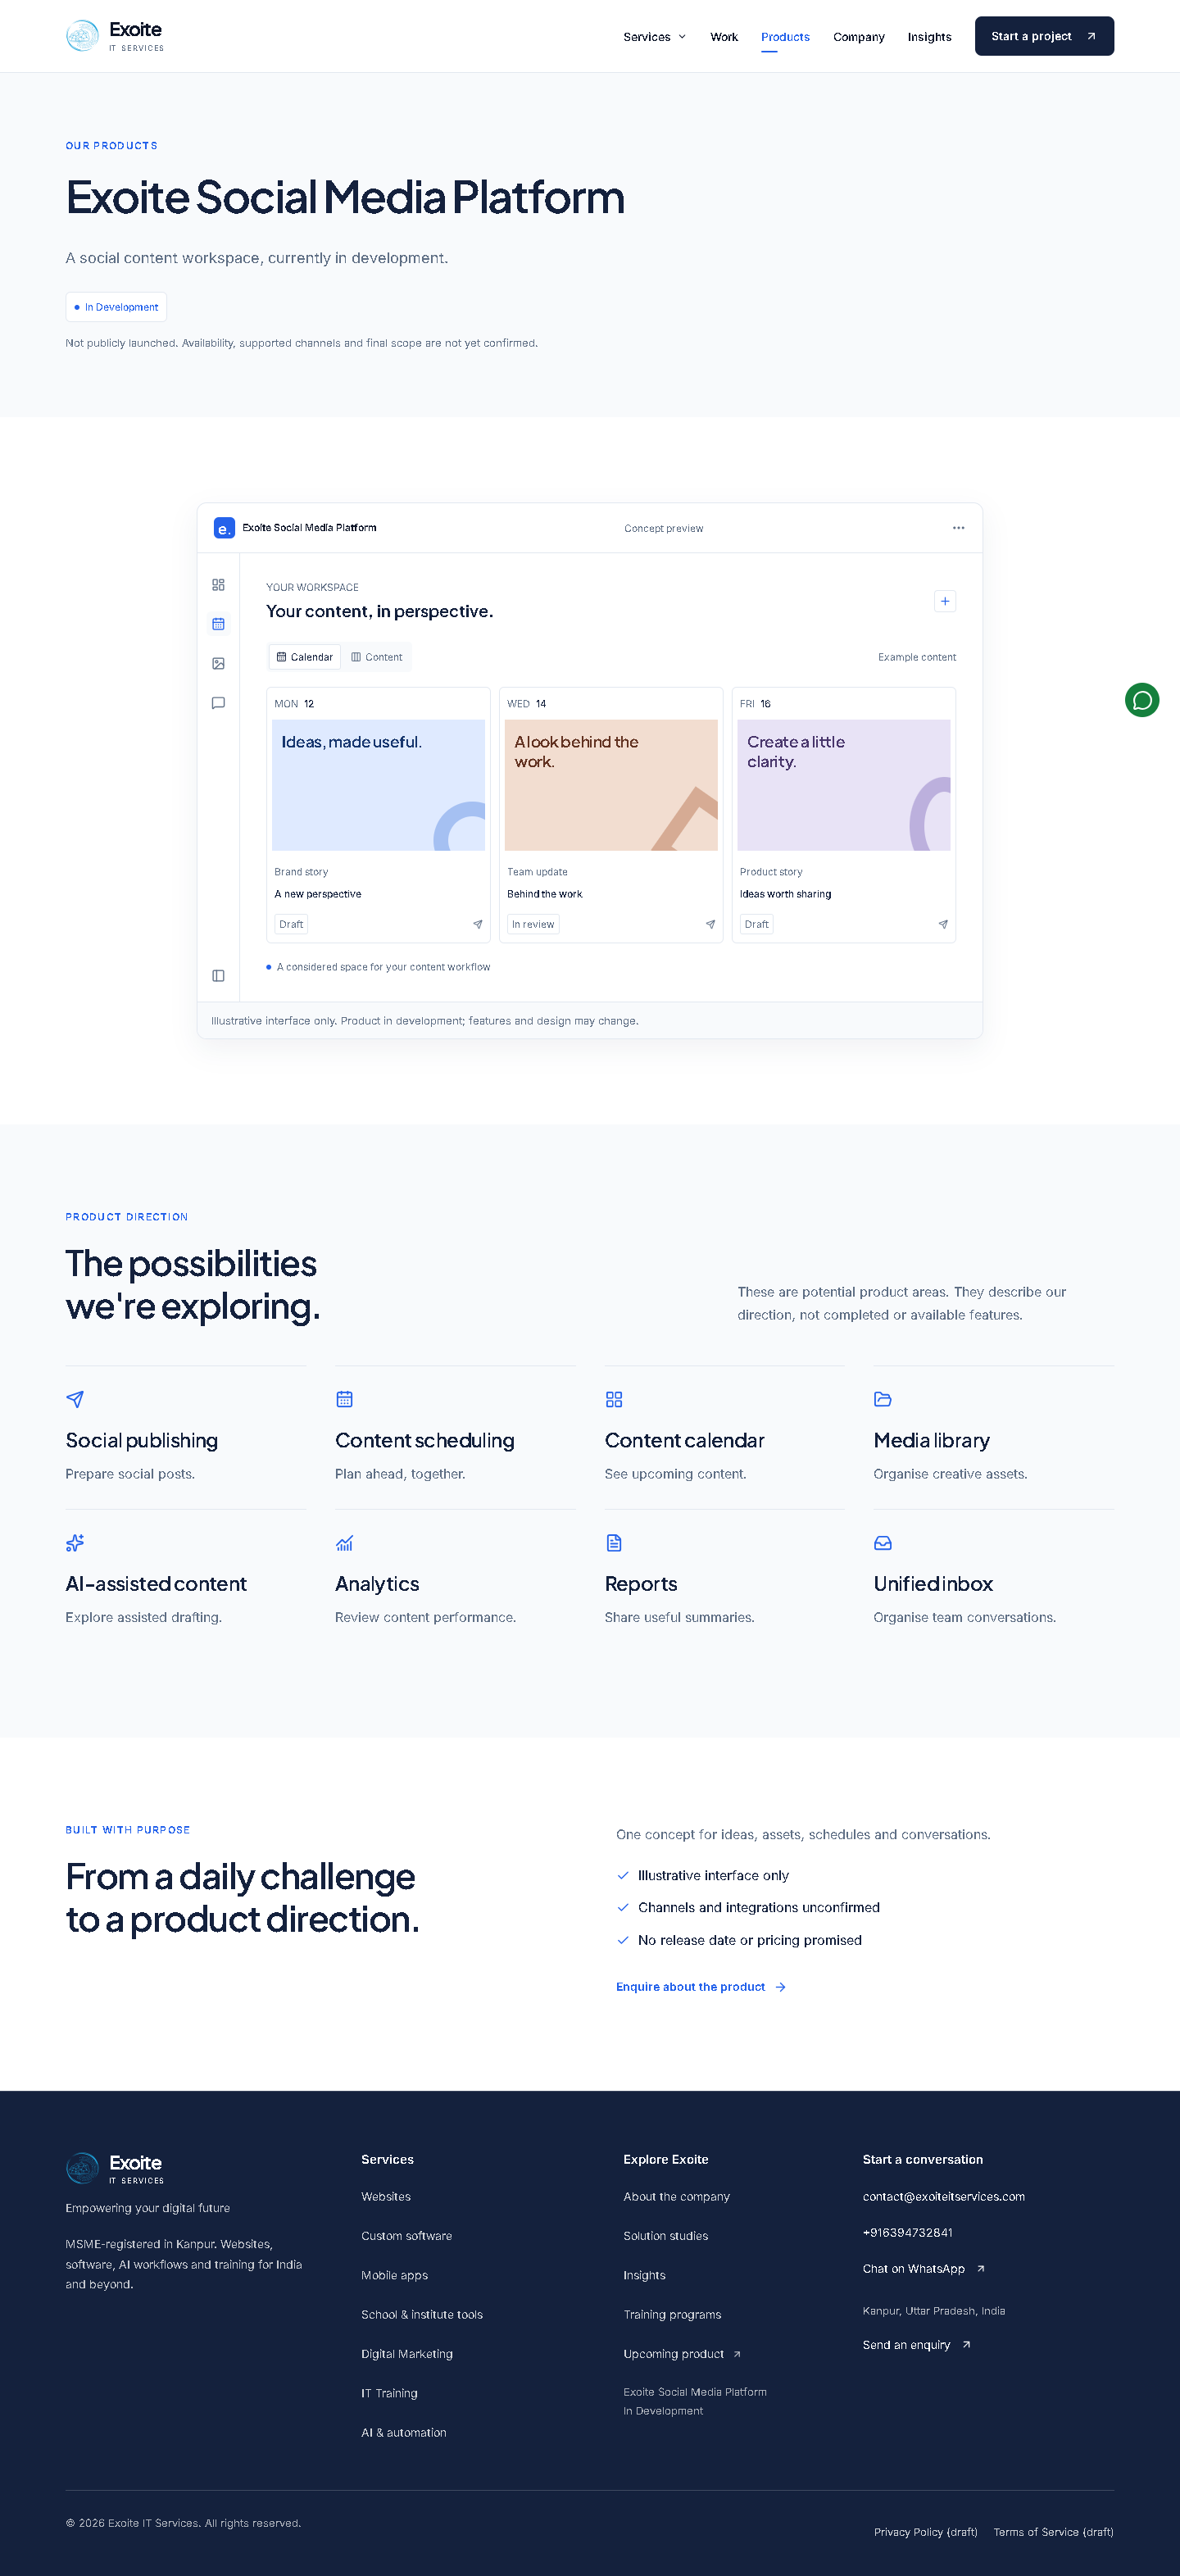 Exoite
IT SERVICES
Services
Work
Products
Company
Insights
Start a project
OUR PRODUCTS
Exoite Social Media Platform
A social content workspace, currently in development.
In Development
Not publicly launched. Availability, supported channels and final scope are not yet confirmed.
e.
Exoite Social Media Platform
Concept preview
YOUR WORKSPACE
Your content, in perspective.
Calendar
Content
Example content
MON 12
Ideas, made useful.
Brand story
A new perspective
Draft
WED 14
A look behind the
work.
Team update
Behind the work
In review
FRI 16
Create a little
clarity.
Product story
Ideas worth sharing
Draft
A considered space for your content workflow
Illustrative interface only. Product in development; features and design may change.
PRODUCT DIRECTION
The possibilities
we're exploring.
These are potential product areas. They describe our
direction, not completed or available features.
Social publishing
Prepare social posts.
Content scheduling
Plan ahead, together.
Content calendar
See upcoming content.
Media library
Organise creative assets.
AI-assisted content
Explore assisted drafting.
Analytics
Review content performance.
Reports
Share useful summaries.
Unified inbox
Organise team conversations.
BUILT WITH PURPOSE
From a daily challenge
to a product direction.
One concept for ideas, assets, schedules and conversations.
Illustrative interface only
Channels and integrations unconfirmed
No release date or pricing promised
Enquire about the product
Exoite
IT SERVICES
Empowering your digital future
MSME-registered in Kanpur. Websites,
software, AI workflows and training for India
and beyond.
Services
Websites
Custom software
Mobile apps
School & institute tools
Digital Marketing
IT Training
AI & automation
Explore Exoite
About the company
Solution studies
Insights
Training programs
Upcoming product
Exoite Social Media Platform
In Development
Start a conversation
contact@exoiteitservices.com
+916394732841
Chat on WhatsApp
Kanpur, Uttar Pradesh, India
Send an enquiry
© 2026 Exoite IT Services. All rights reserved.
Privacy Policy (draft)
Terms of Service (draft)